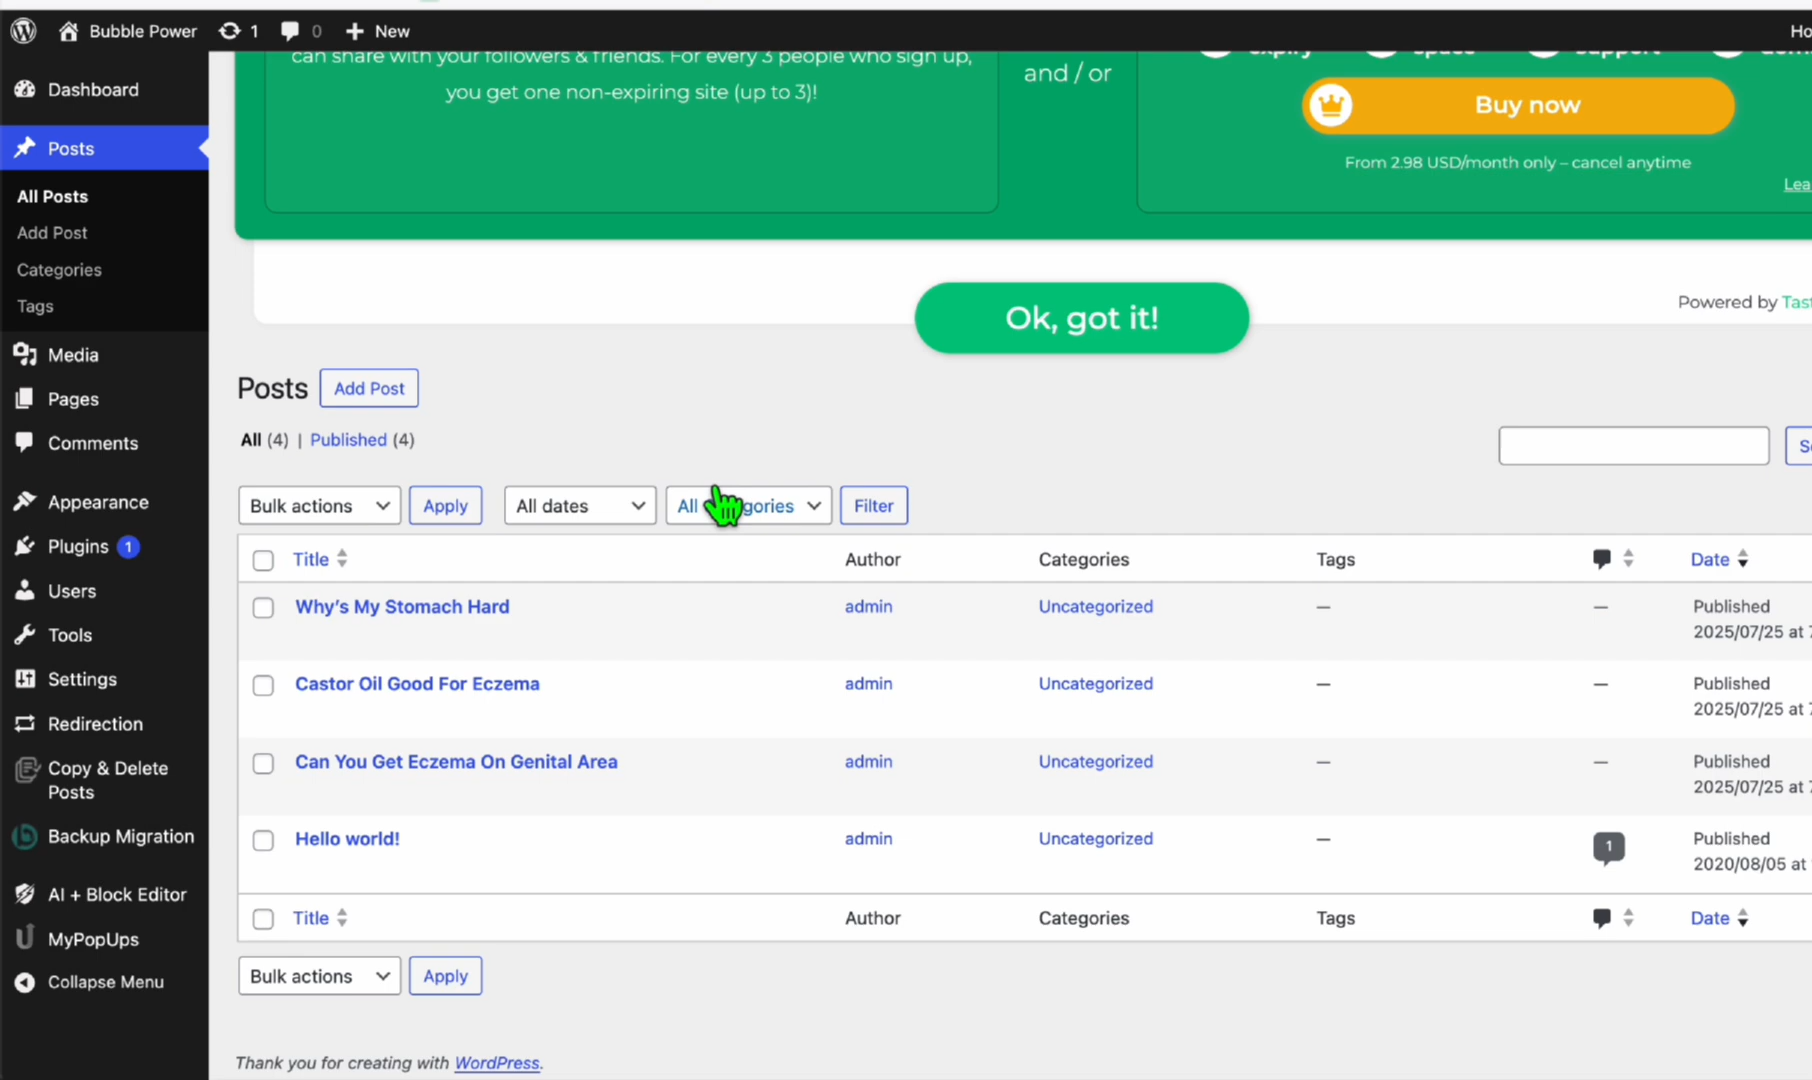 Bubble Power 1 0 New
Dashboard
Posts
All Posts
Add Post
Categories
Tags
Media
Pages
Comments
Appearance
Plugins 1
Users
Tools
Settings
Redirection
Copy & Delete
Posts
Backup Migration
AI + Block Editor
MyPopUps
Collapse Menu
can share with your followers & friends. For every 3 people who sign up,
you get one non-expiring site (up to 3)!
and / or
expiry space support
Buy now
From 2.98 USD/month only – cancel anytime
Powered by
Ok, got it!
Posts Add Post
All (4) | Published (4)
Bulk actions Apply All dates All Filter
Title Author Categories Tags Date
Why's My Stomach Hard admin Uncategorized — — Published
2025/07/25 at
Castor Oil Good For Eczema admin Uncategorized — — Published
2025/07/25 at
Can You Get Eczema On Genital Area admin Uncategorized — — Published
2025/07/25 at
Hello world! admin Uncategorized — 1 Published
2020/08/05 at
Title Author Categories Tags Date
Bulk actions Apply
Thank you for creating with WordPress.